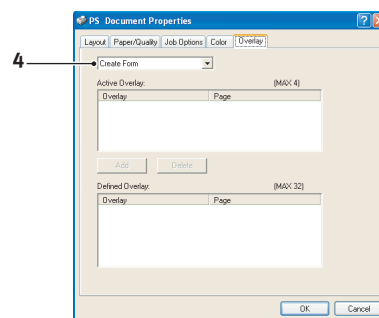 PS Document Properties
Layout Paper/Quality Job Options Color Overlay
4
Create Form
Active Overlay: (MAX 4)
Overlay Page
Add Delete
Defined Overlay: (MAX 32)
Overlay Page
OK Cancel